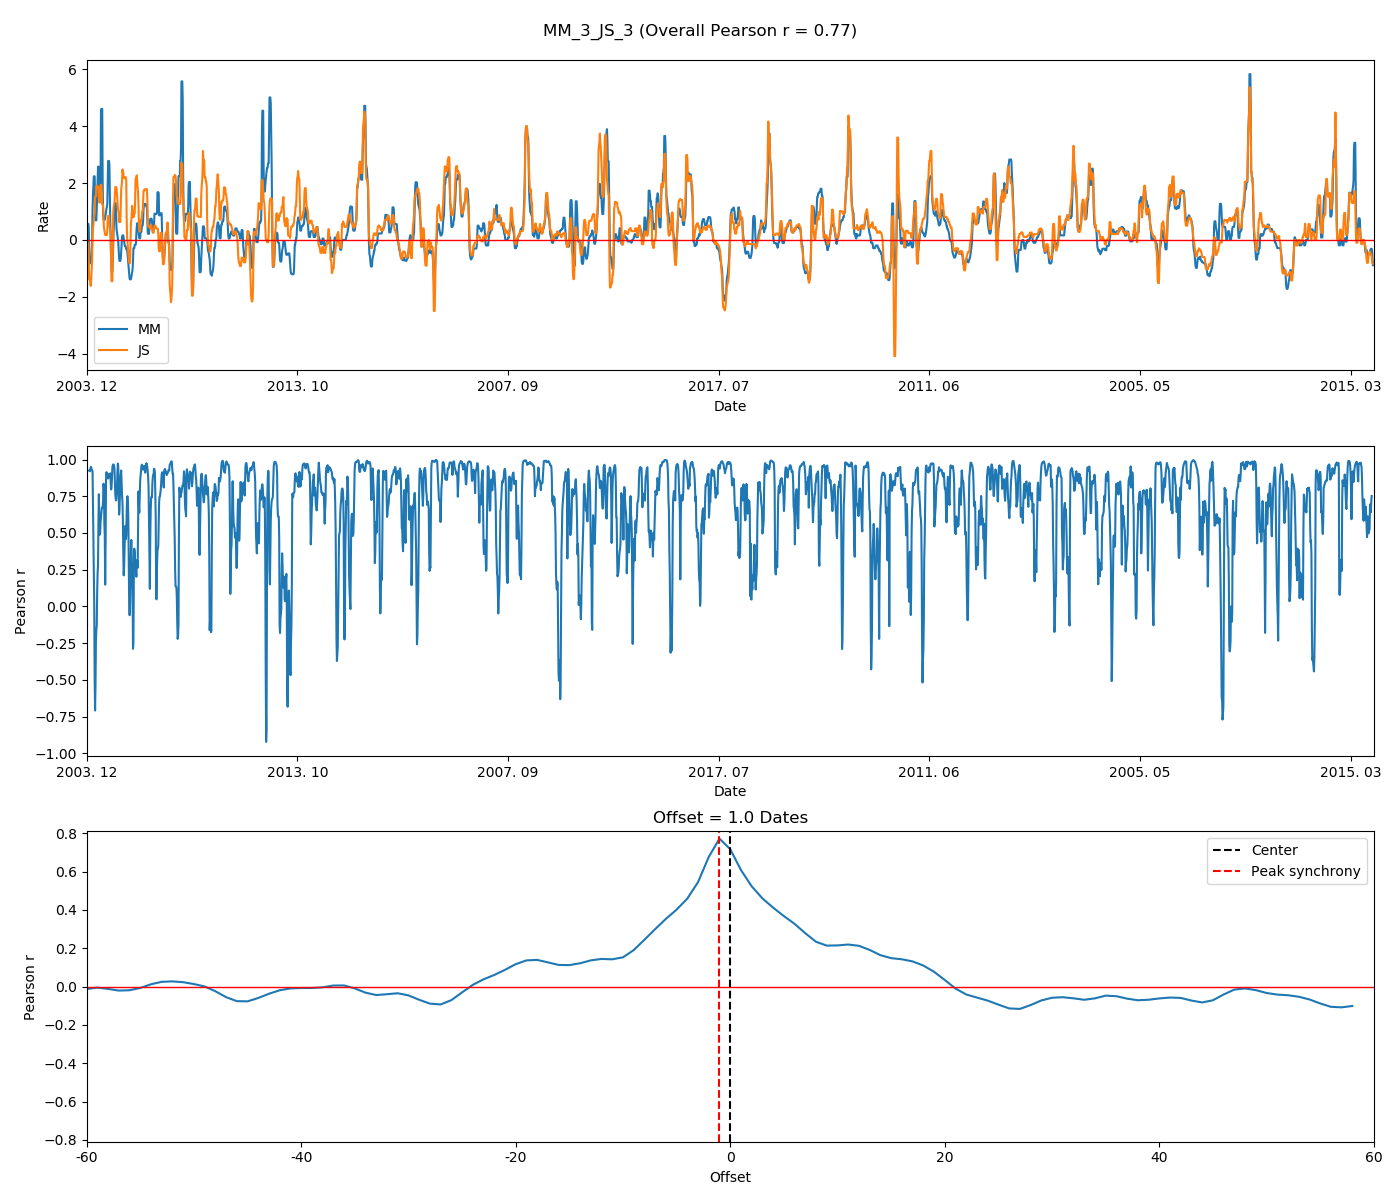 MM_3_JS_3 (Overall Pearson r = 0.77)
6
4
2
0
−2
−4
Rate
MM
JS
2003. 12 2013. 10 2007. 09 2017. 07 2011. 06 2005. 05 2015. 03
Date
1.00
0.75
0.50
0.25
0.00
−0.25
−0.50
−0.75
−1.00
Pearson r
2003. 12 2013. 10 2007. 09 2017. 07 2011. 06 2005. 05 2015. 03
Date
Offset = 1.0 Dates
0.8
0.6
0.4
0.2
0.0
−0.2
−0.4
−0.6
−0.8
Pearson r
Center
Peak synchrony
-60 -40 -20 0 20 40 60
Offset